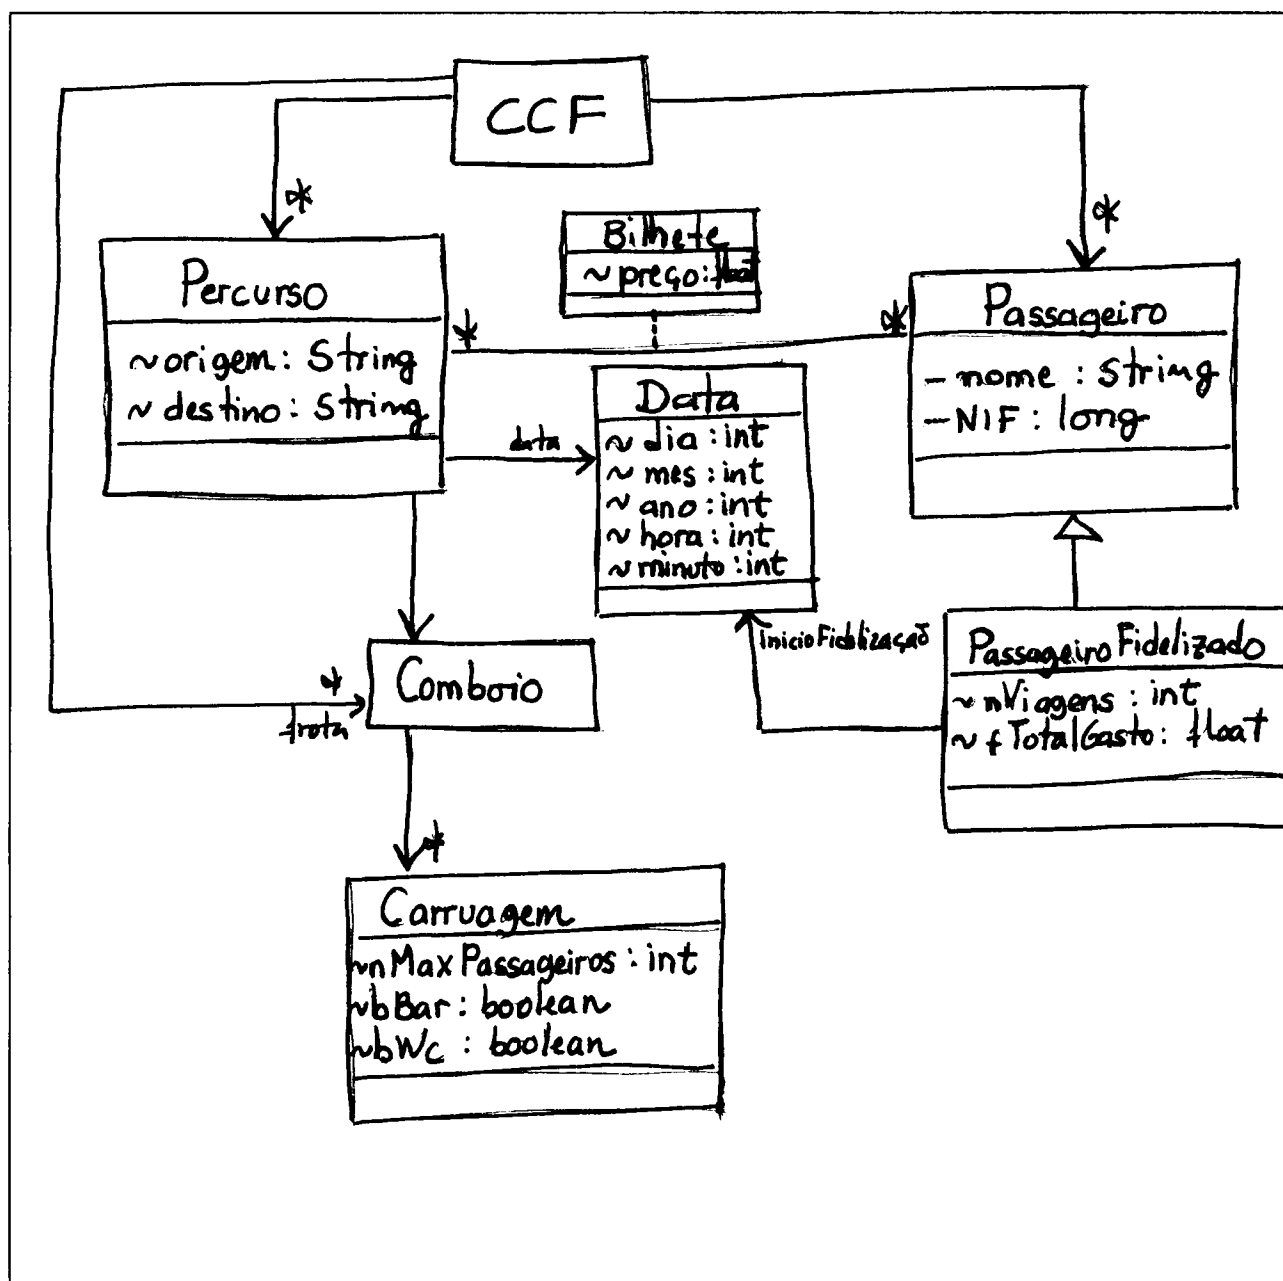 CCF
*
*
Bilhete
~ preço: float
Percurso
~ origem: String
~ destino: String
*
*
Passageiro
- nome : String
- NIF : long
data
Data
~ dia : int
~ mes : int
~ ano : int
~ hora : int
~ minuto : int
InicioFidelização
PassageiroFidelizado
~ nViagens : int
~ fTotalGasto : float
Comboio
*
frota
*
Carruagem
~nMaxPassageiros : int
~bBar : boolean
~bWc : boolean